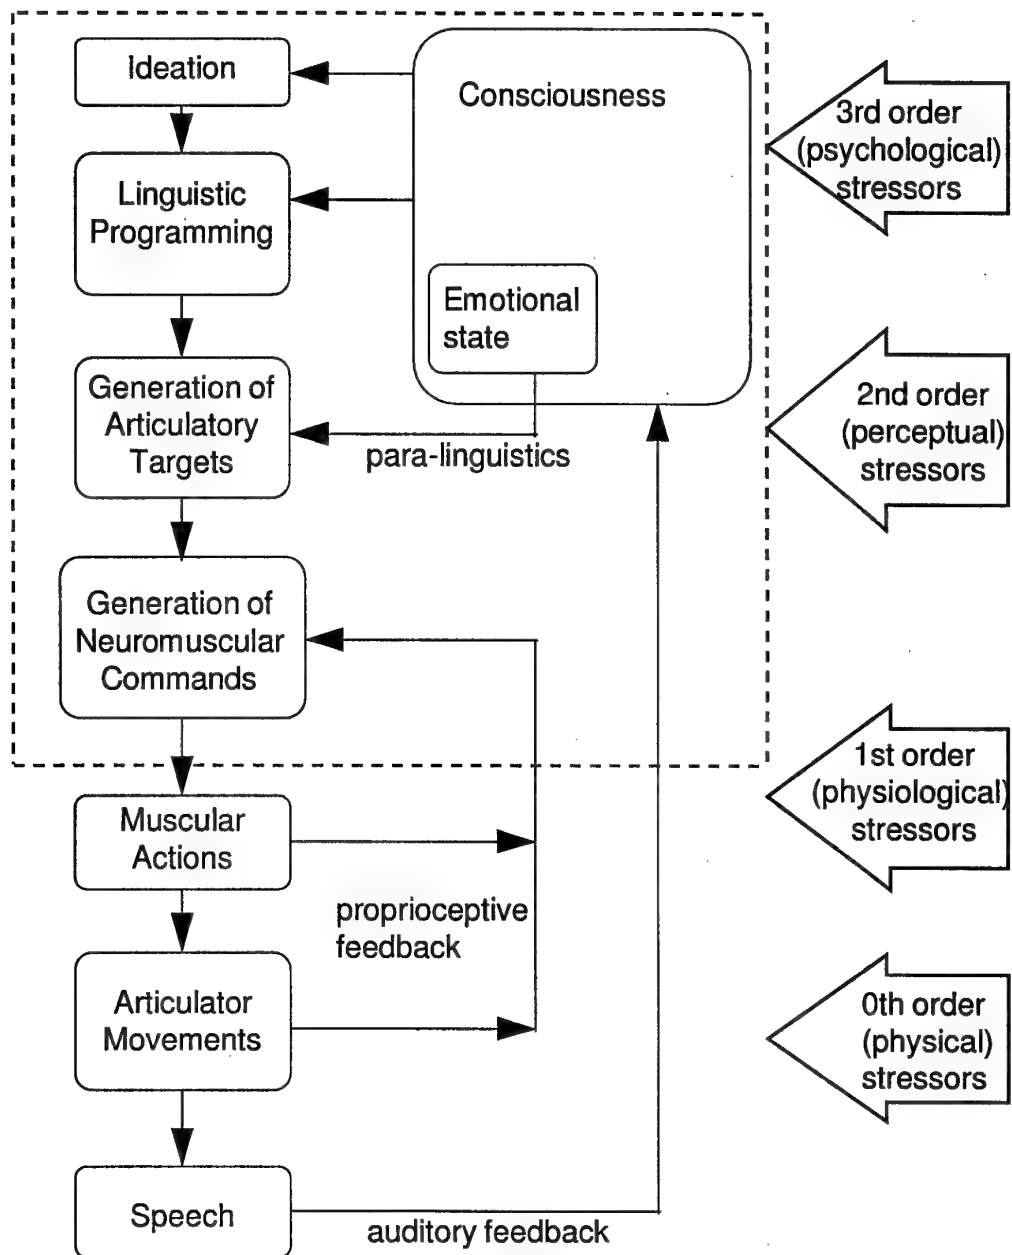 Ideation
Consciousness
3rd order
(psychological)
stressors
Linguistic
Programming
Emotional
state
Generation of
Articulatory
Targets
para-linguistics
2nd order
(perceptual)
stressors
Generation of
Neuromuscular
Commands
1st order
(physiological)
stressors
Muscular
Actions
proprioceptive
feedback
Articulator
Movements
0th order
(physical)
stressors
Speech
auditory feedback